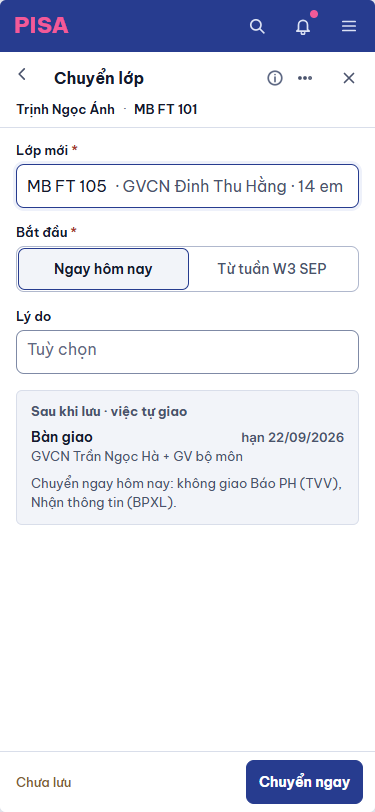 PISA
Chuyển lớp
Trịnh Ngọc Ánh · MB FT 101
Lớp mới *
MB FT 105 · GVCN Đinh Thu Hằng · 14 em
Bắt đầu *
Ngay hôm nay
Từ tuần W3 SEP
Lý do
Tuỳ chọn
Sau khi lưu · việc tự giao
Bàn giao
hạn 22/09/2026
GVCN Trần Ngọc Hà + GV bộ môn
Chuyển ngay hôm nay: không giao Báo PH (TVV),
Nhận thông tin (BPXL).
Chưa lưu
Chuyển ngay